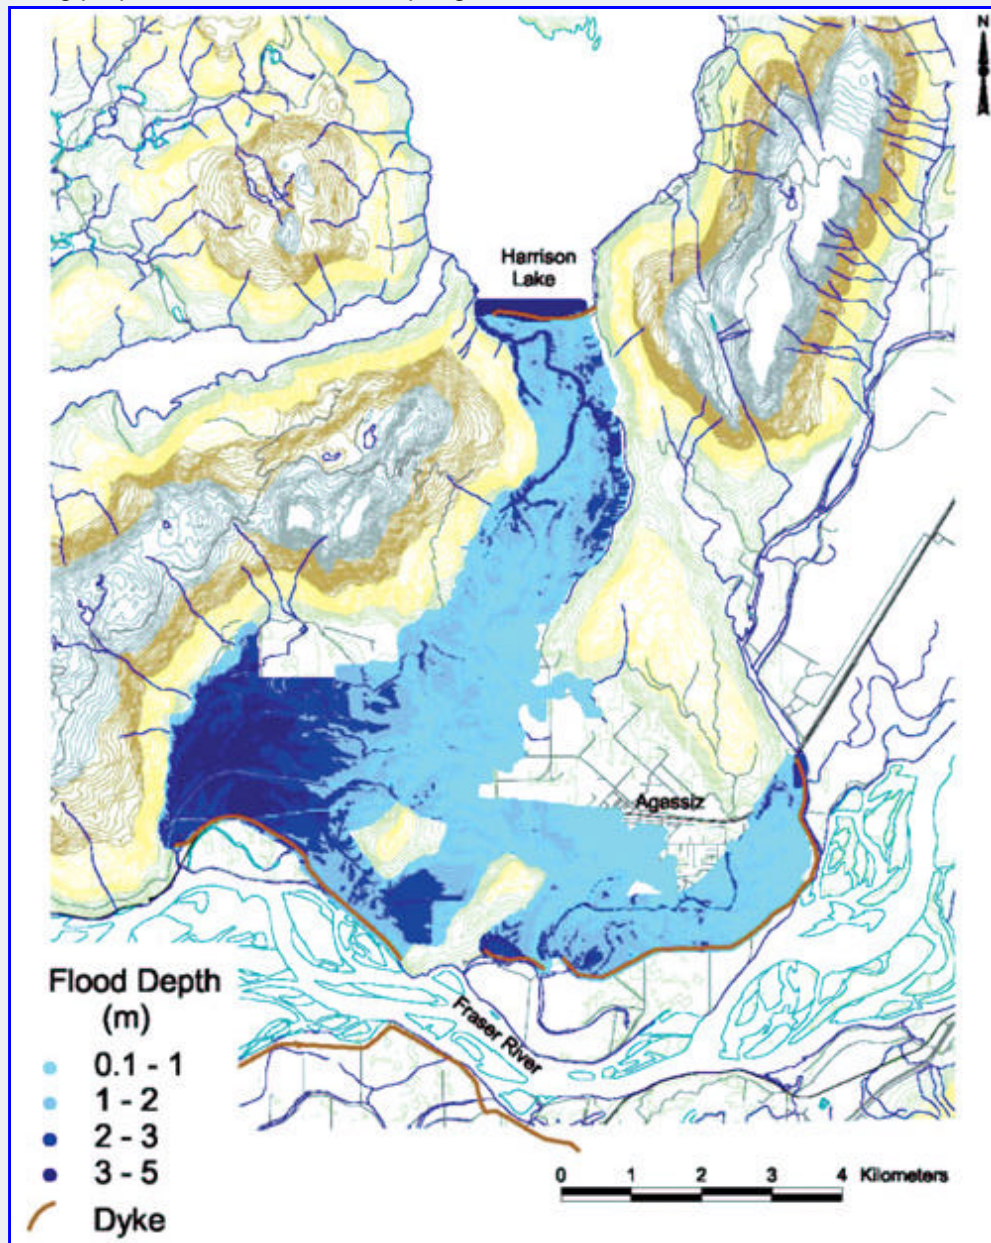 N
Harrison
Lake
Agassiz
Fraser River
Flood Depth
(m)
0.1 - 1
1 - 2
2 - 3
3 - 5
Dyke
0 1 2 3 4 Kilometers